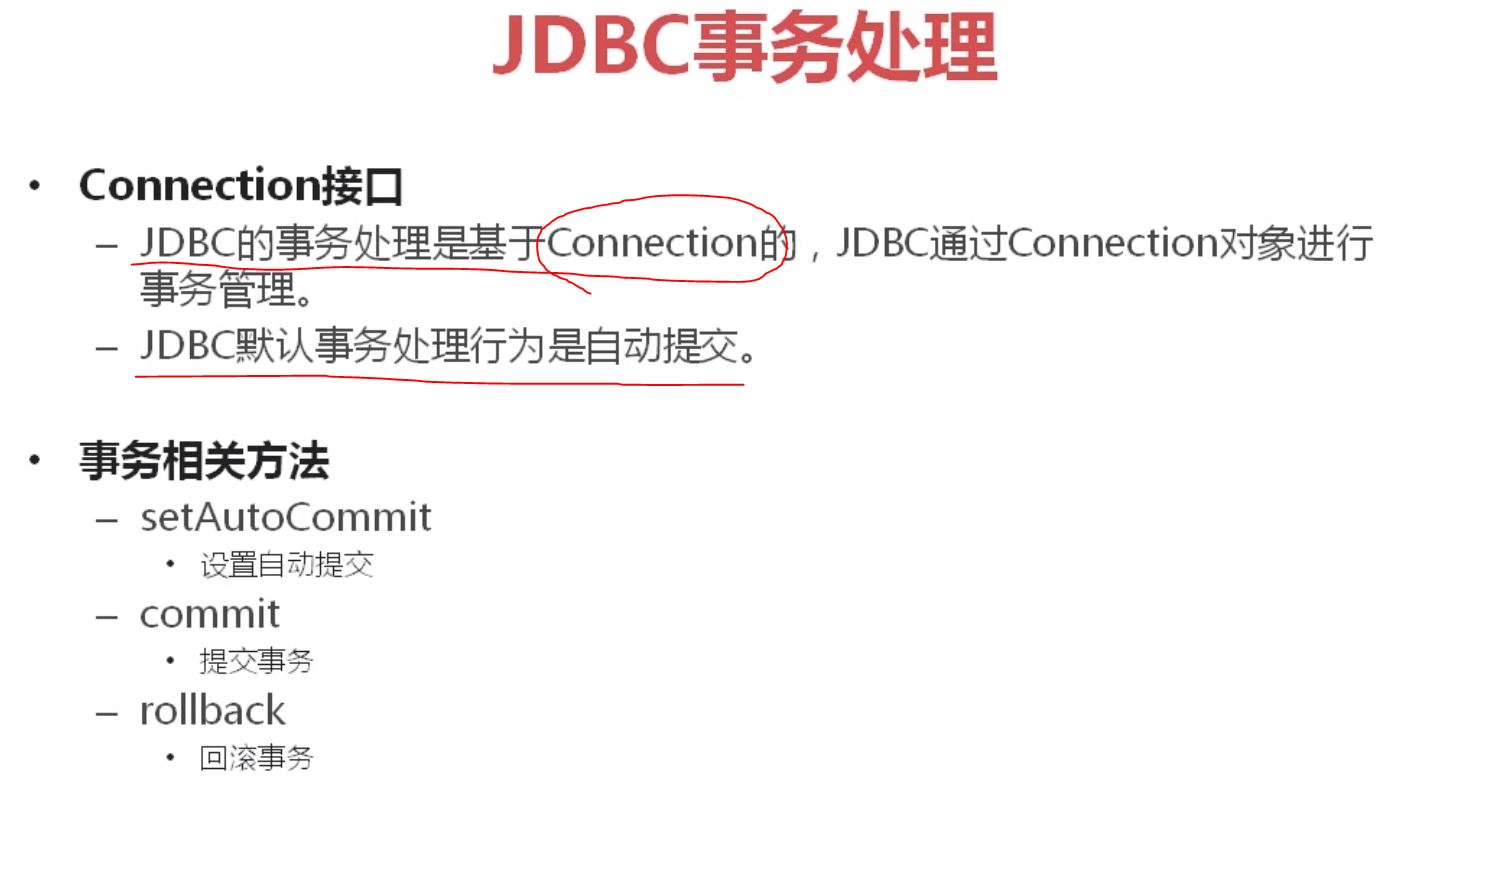 JDBC事务处理
• Connection接口
– JDBC的事务处理是基于Connection的，JDBC通过Connection对象进行
事务管理。
– JDBC默认事务处理行为是自动提交。
• 事务相关方法
– setAutoCommit
• 设置自动提交
– commit
• 提交事务
– rollback
• 回滚事务